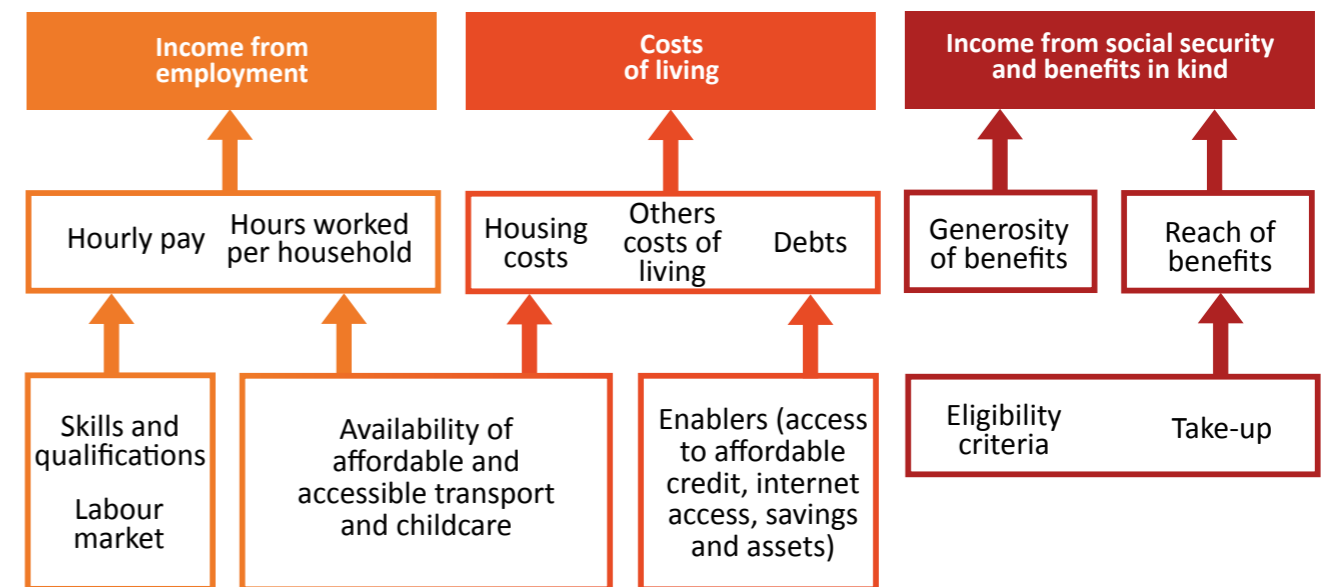 Income from
employment
Costs
of living
Income from social security
and benefits in kind
Hourly pay
Hours worked
per household
Housing
costs
Others
costs of
living
Debts
Generosity
of benefits
Reach of
benefits
Skills and
qualifications
Labour
market
Availability of
affordable and
accessible transport
and childcare
Enablers (access
to affordable
credit, internet
access, savings
and assets)
Eligibility
criteria
Take-up